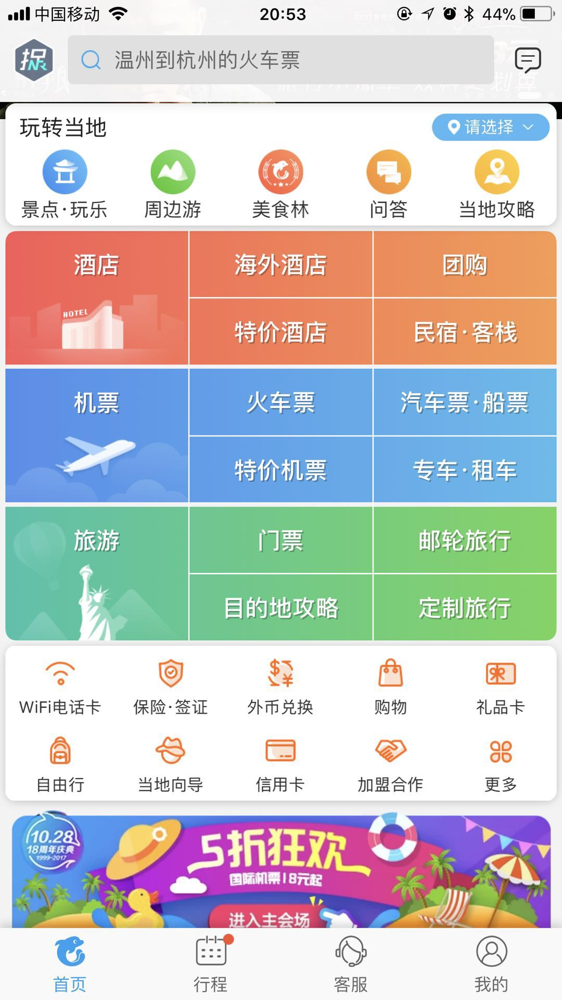 中国移动
20:53
44%
捉
NR
温州到杭州的火车票
玩转当地
请选择
景点·玩乐
周边游
美食林
问答
当地攻略
酒店
HOTEL
海外酒店
团购
特价酒店
民宿·客栈
机票
火车票
汽车票·船票
特价机票
专车·租车
旅游
门票
邮轮旅行
目的地攻略
定制旅行
WiFi电话卡
保险·签证
外币兑换
购物
礼品卡
自由行
当地向导
信用卡
加盟合作
更多
10.28
18周年庆典
1999-2017
5折狂欢
国际机票18元起
进入主会场
首页
行程
客服
我的